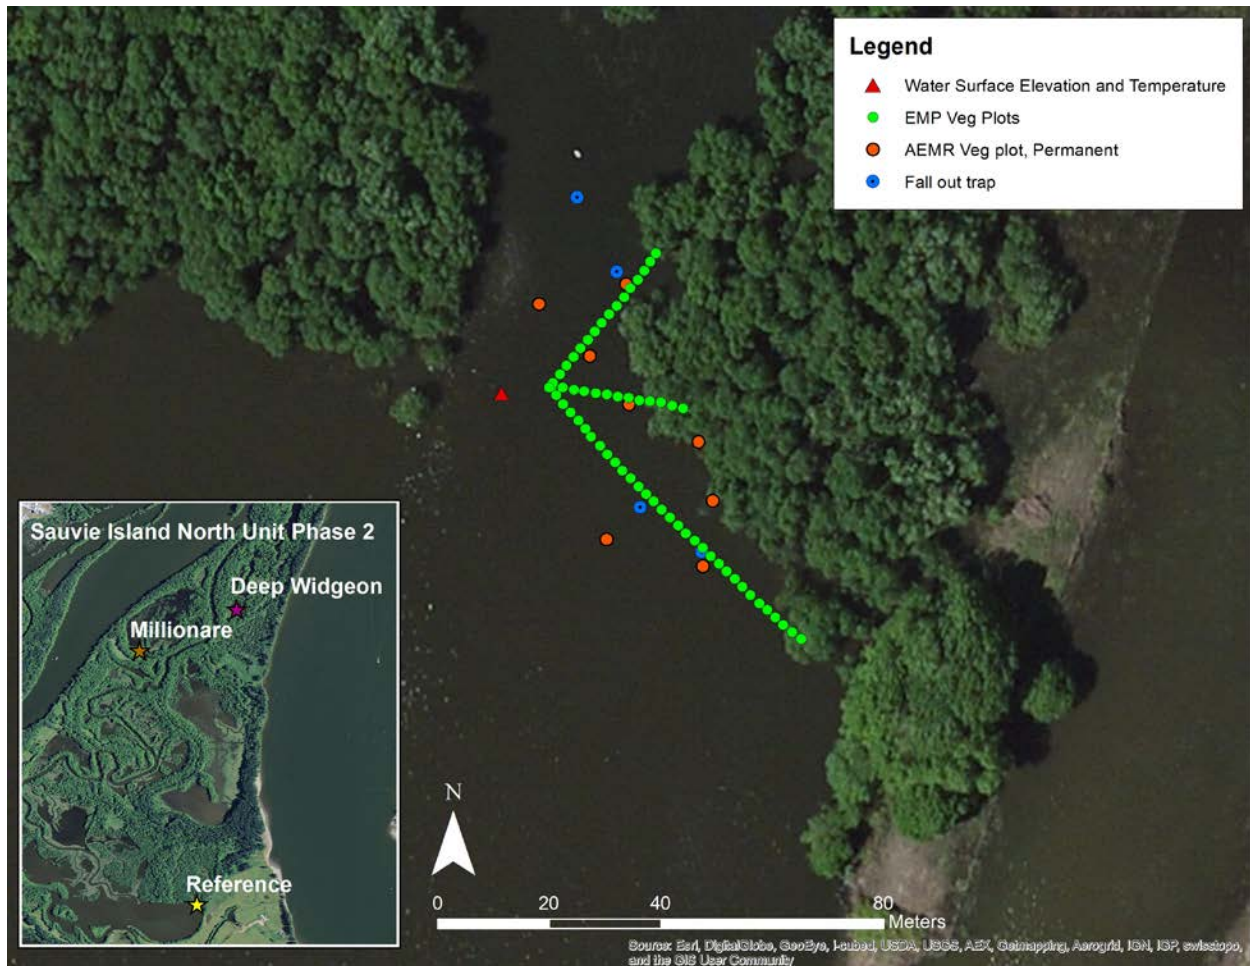 Legend
Water Surface Elevation and Temperature
EMP Veg Plots
AEMR Veg plot, Permanent
Fall out trap
Sauvie Island North Unit Phase 2
Deep Widgeon
Millionare
Reference
N
0 20 40 80
Meters
Source: Esri, DigitalGlobe, GeoEye, i-cubed, USDA, USGS, AEX, Getmapping, Aerogrid, IGN, IGP, swisstopo,
and the GIS User Community